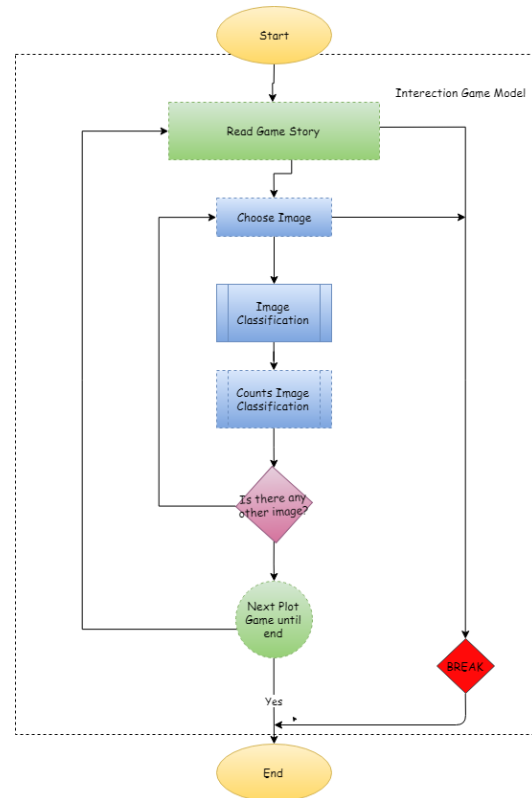 Start
Interection Game Model
Read Game Story
Choose Image
Image
Classification
Counts Image
Classification
Is there any
other image?
Next Plot
Game until
end
BREAK
Yes
End